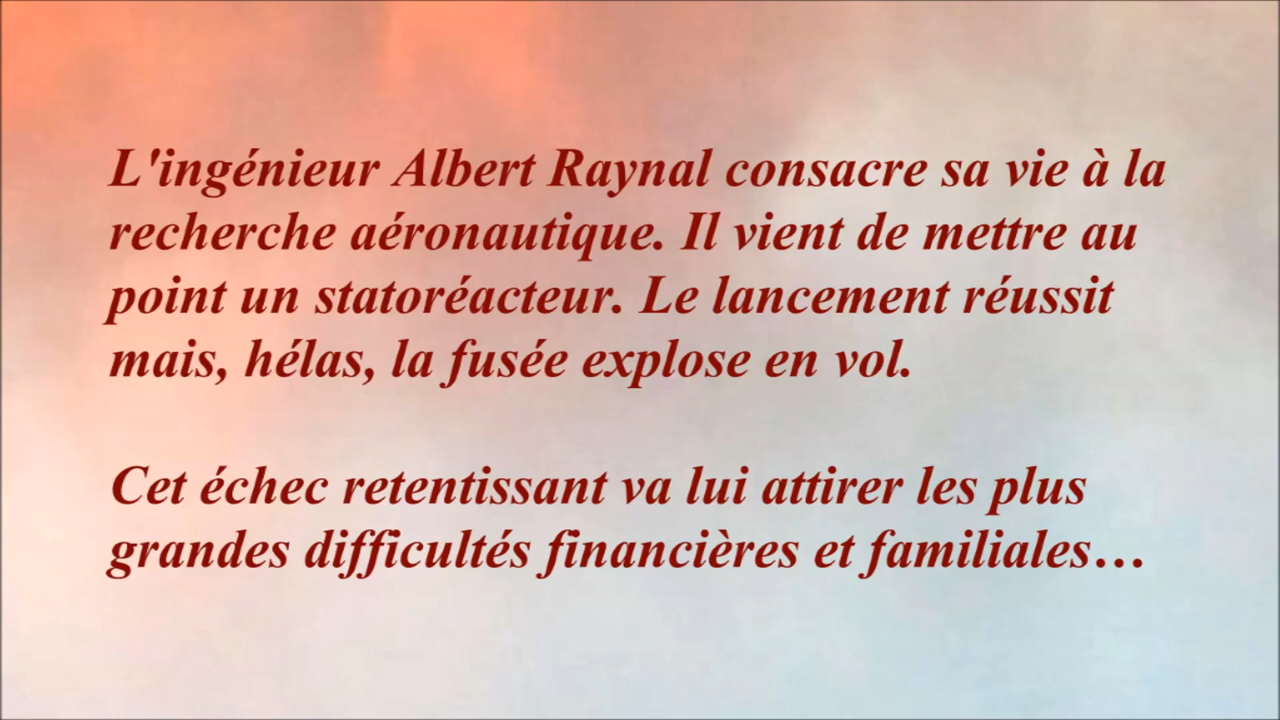 L'ingénieur Albert Raynal consacre sa vie à la
recherche aéronautique. Il vient de mettre au
point un statoréacteur. Le lancement réussit
mais, hélas, la fusée explose en vol.
Cet échec retentissant va lui attirer les plus
grandes difficultés financières et familiales…